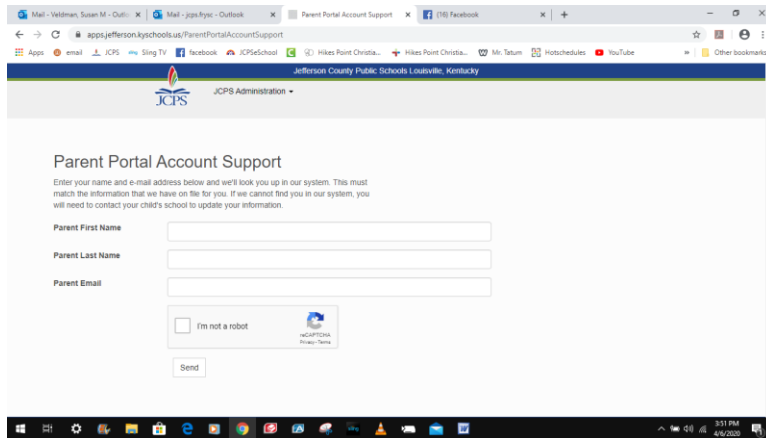 Mail - Veldman, Susan M - Outlo
Mail - jcps.frysc - Outlook
Parent Portal Account Support
(16) Facebook
apps.jefferson.kyschools.us/ParentPortalAccountSupport
Apps email JCPS Sling TV facebook JCPSeSchool Hikes Point Christia... Hikes Point Christia... Mr. Tatum Hotschedules YouTube » Other bookmarks
Jefferson County Public Schools Louisville, Kentucky
JCPS
JCPS Administration
Parent Portal Account Support
Enter your name and e-mail address below and we'll look you up in our system. This must
match the information that we have on file for you. If we cannot find you in our system, you
will need to contact your child's school to update your information.
Parent First Name
Parent Last Name
Parent Email
I'm not a robot
reCAPTCHA
Privacy - Terms
Send
3:51 PM
4/6/2020